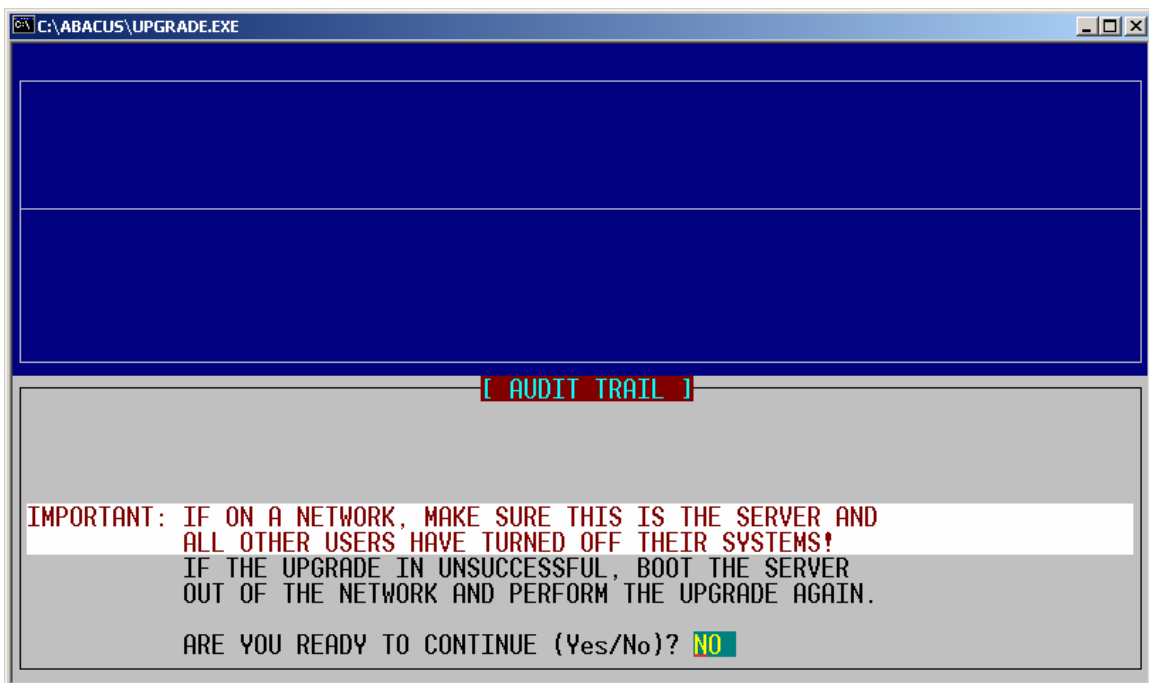 C:\ABACUS\UPGRADE.EXE
[ AUDIT TRAIL ]
IMPORTANT: IF ON A NETWORK, MAKE SURE THIS IS THE SERVER AND
ALL OTHER USERS HAVE TURNED OFF THEIR SYSTEMS!
IF THE UPGRADE IN UNSUCCESSFUL, BOOT THE SERVER
OUT OF THE NETWORK AND PERFORM THE UPGRADE AGAIN.
ARE YOU READY TO CONTINUE (Yes/No)? NO